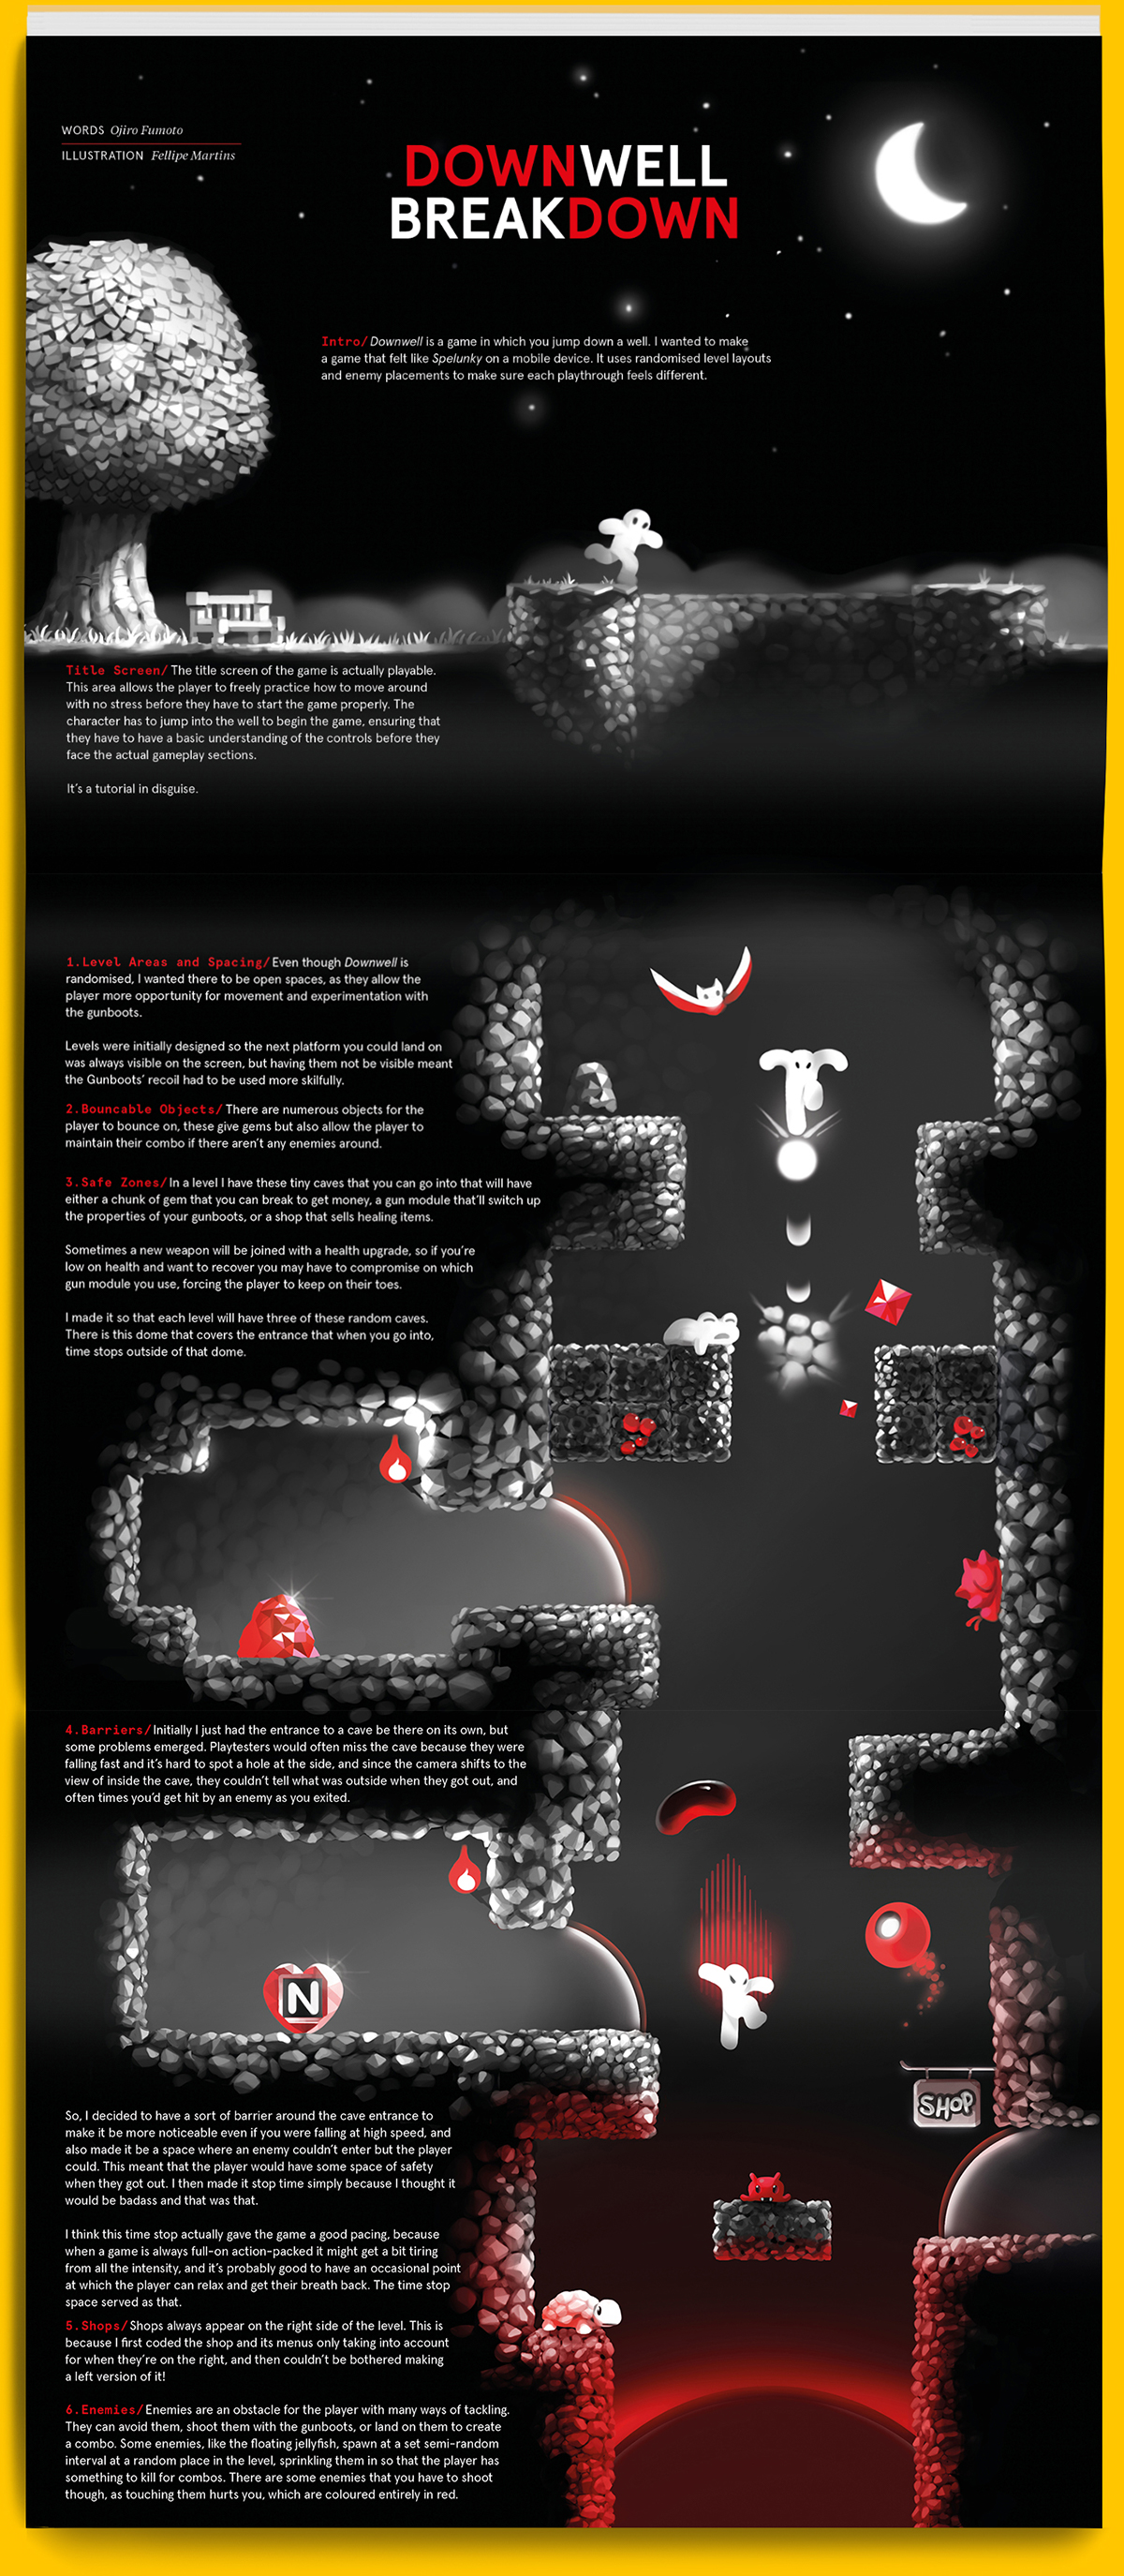 WORDS Ojiro Fumoto
ILLUSTRATION Fellipe Martins
DOWNWELL
BREAKDOWN
Intro/ Downwell is a game in which you jump down a well. I wanted to make
a game that felt like Spelunky on a mobile device. It uses randomised level layouts
and enemy placements to make sure each playthrough feels different.
Title Screen/ The title screen of the game is actually playable.
This area allows the player to freely practice how to move around
with no stress before they have to start the game properly. The
character has to jump into the well to begin the game, ensuring that
they have to have a basic understanding of the controls before they
face the actual gameplay sections.
It's a tutorial in disguise.
1.Level Areas and Spacing/ Even though Downwell is
randomised, I wanted there to be open spaces, as they allow the
player more opportunity for movement and experimentation with
the gunboots.
Levels were initially designed so the next platform you could land on
was always visible on the screen, but having them not be visible meant
the Gunboots' recoil had to be used more skilfully.
2.Bouncable Objects/ There are numerous objects for the
player to bounce on, these give gems but also allow the player to
maintain their combo if there aren't any enemies around.
3.Safe Zones/ In a level I have these tiny caves that you can go into that will have
either a chunk of gem that you can break to get money, a gun module that'll switch up
the properties of your gunboots, or a shop that sells healing items.
Sometimes a new weapon will be joined with a health upgrade, so if you're
low on health and want to recover you may have to compromise on which
gun module you use, forcing the player to keep on their toes.
I made it so that each level will have three of these random caves.
There is this dome that covers the entrance that when you go into,
time stops outside of that dome.
4.Barriers/ Initially I just had the entrance to a cave be there on its own, but
some problems emerged. Playtesters would often miss the cave because they were
falling fast and it's hard to spot a hole at the side, and since the camera shifts to the
view of inside the cave, they couldn't tell what was outside when they got out, and
often times you'd get hit by an enemy as you exited.
N
SHOP
So, I decided to have a sort of barrier around the cave entrance to
make it be more noticeable even if you were falling at high speed, and
also made it be a space where an enemy couldn't enter but the player
could. This meant that the player would have some space of safety
when they got out. I then made it stop time simply because I thought it
would be badass and that was that.
I think this time stop actually gave the game a good pacing, because
when a game is always full-on action-packed it might get a bit tiring
from all the intensity, and it's probably good to have an occasional point
at which the player can relax and get their breath back. The time stop
space served as that.
5.Shops/ Shops always appear on the right side of the level. This is
because I first coded the shop and its menus only taking into account
for when they're on the right, and then couldn't be bothered making
a left version of it!
6.Enemies/ Enemies are an obstacle for the player with many ways of tackling.
They can avoid them, shoot them with the gunboots, or land on them to create
a combo. Some enemies, like the floating jellyfish, spawn at a set semi-random
interval at a random place in the level, sprinkling them in so that the player has
something to kill for combos. There are some enemies that you have to shoot
though, as touching them hurts you, which are coloured entirely in red.